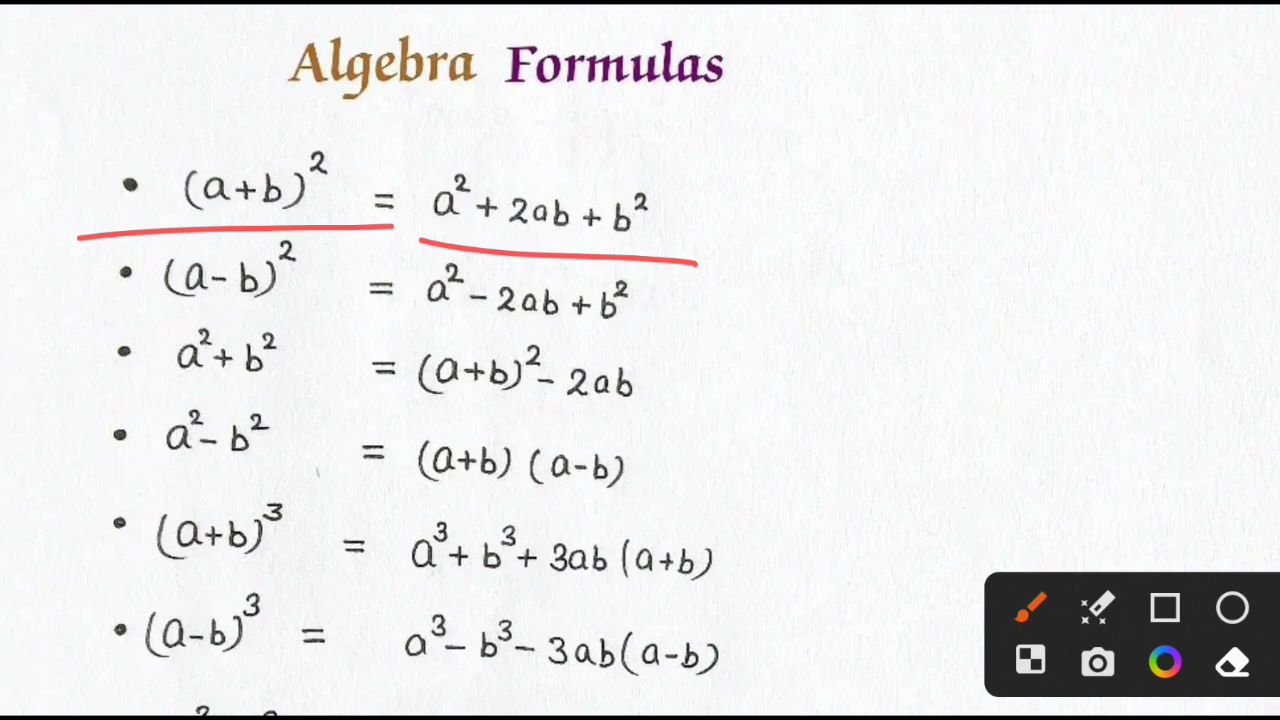 Algebra Formulas
• (a+b)² = a² + 2ab + b²
• (a-b)² = a² - 2ab + b²
• a² + b² = (a+b)² - 2ab
• a² - b² = (a+b) (a-b)
• (a+b)³ = a³ + b³ + 3ab (a+b)
• (a-b)³ = a³ - b³ - 3ab (a-b)